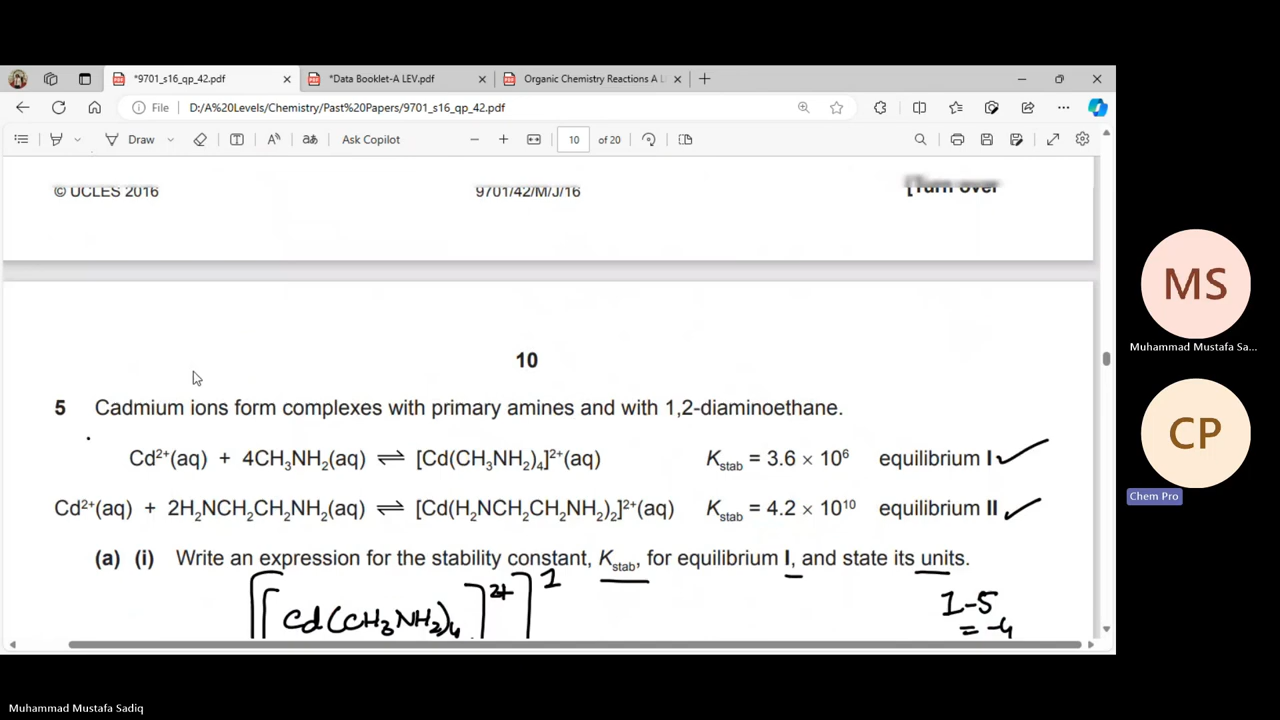 *9701_s16_qp_42.pdf
*Data Booklet-A LEV.pdf
Organic Chemistry Reactions A L
File D:/A%20Levels/Chemistry/Past%20Papers/9701_s16_qp_42.pdf
Draw
Ask Copilot
10 of 20
© UCLES 2016 9701/42/M/J/16 [Turn over
10
5 Cadmium ions form complexes with primary amines and with 1,2-diaminoethane.
Cd²⁺(aq) + 4CH₃NH₂(aq) ⇌ [Cd(CH₃NH₂)₄]²⁺(aq) Kstab = 3.6 × 10⁶ equilibrium I
Cd²⁺(aq) + 2H₂NCH₂CH₂NH₂(aq) ⇌ [Cd(H₂NCH₂CH₂NH₂)₂]²⁺(aq) Kstab = 4.2 × 10¹⁰ equilibrium II
(a) (i) Write an expression for the stability constant, Kstab, for equilibrium I, and state its units.
[[Cd(CH₃NH₂)₄]²⁺]¹
1-5
= -4
MS
Muhammad Mustafa Sa...
CP
Chem Pro
Muhammad Mustafa Sadiq